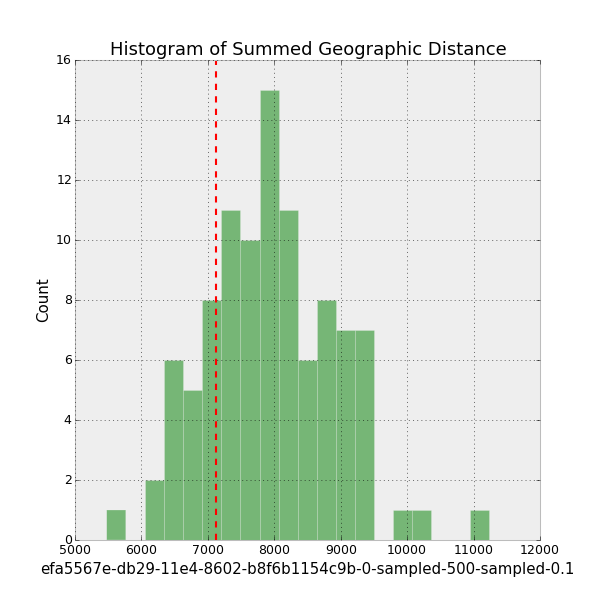 Histogram of Summed Geographic Distance
16
14
12
10
8
6
4
2
0
Count
5000 6000 7000 8000 9000 10000 11000 12000
efa5567e-db29-11e4-8602-b8f6b1154c9b-0-sampled-500-sampled-0.1